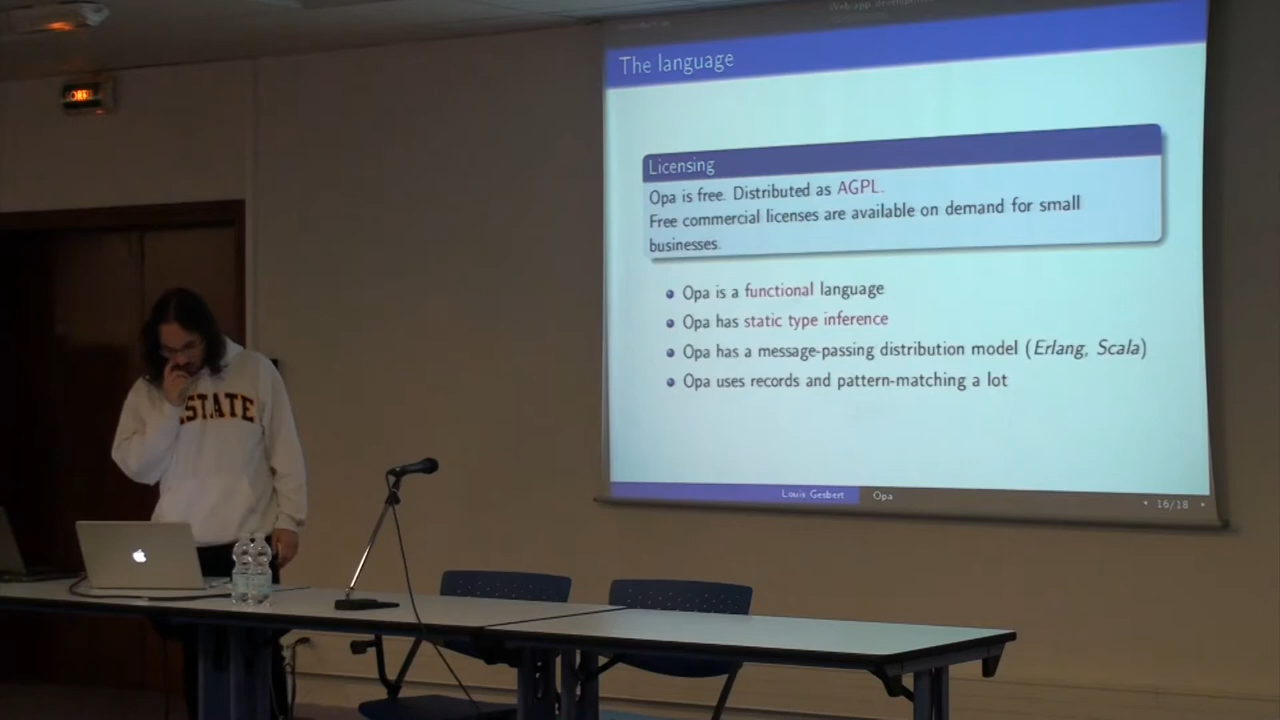 The language
Licensing
Opa is free. Distributed as AGPL.
Free commercial licenses are available on demand for small
businesses.
Opa is a functional language
Opa has static type inference
Opa has a message-passing distribution model (Erlang, Scala)
Opa uses records and pattern-matching a lot
Louis Gesbert
Opa
16/18
STATE